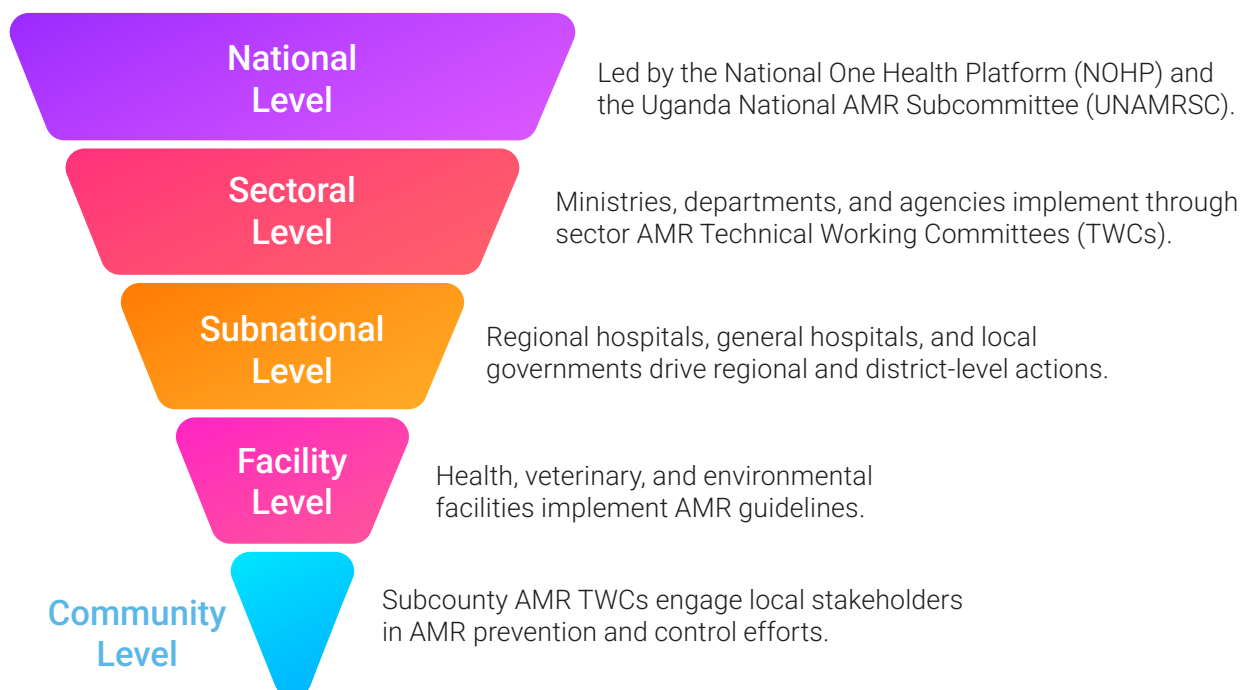 National
Level
Led by the National One Health Platform (NOHP) and
the Uganda National AMR Subcommittee (UNAMRSC).
Sectoral
Level
Ministries, departments, and agencies implement through
sector AMR Technical Working Committees (TWCs).
Subnational
Level
Regional hospitals, general hospitals, and local
governments drive regional and district-level actions.
Facility
Level
Health, veterinary, and environmental
facilities implement AMR guidelines.
Community
Level
Subcounty AMR TWCs engage local stakeholders
in AMR prevention and control efforts.